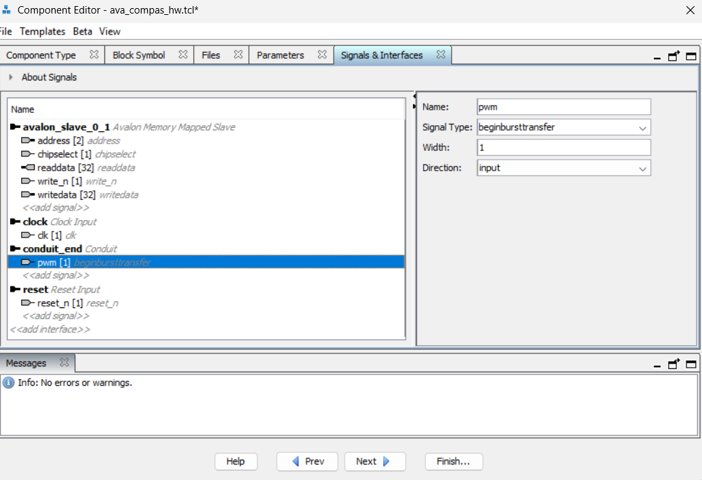 Component Editor - ava_compas_hw.tcl*
File Templates Beta View
Component Type Block Symbol Files Parameters Signals & Interfaces
About Signals
Name
avalon_slave_0_1 Avalon Memory Mapped Slave
address [2] address
chipselect [1] chipselect
readdata [32] readdata
write_n [1] write_n
writedata [32] writedata
<<add signal>>
clock Clock Input
clk [1] clk
conduit_end Conduit
pwm [1] beginbursttransfer
<<add signal>>
reset Reset Input
reset_n [1] reset_n
<<add signal>>
<<add interface>>
Name: pwm
Signal Type: beginbursttransfer
Width: 1
Direction: input
Messages
Info: No errors or warnings.
Help Prev Next Finish...